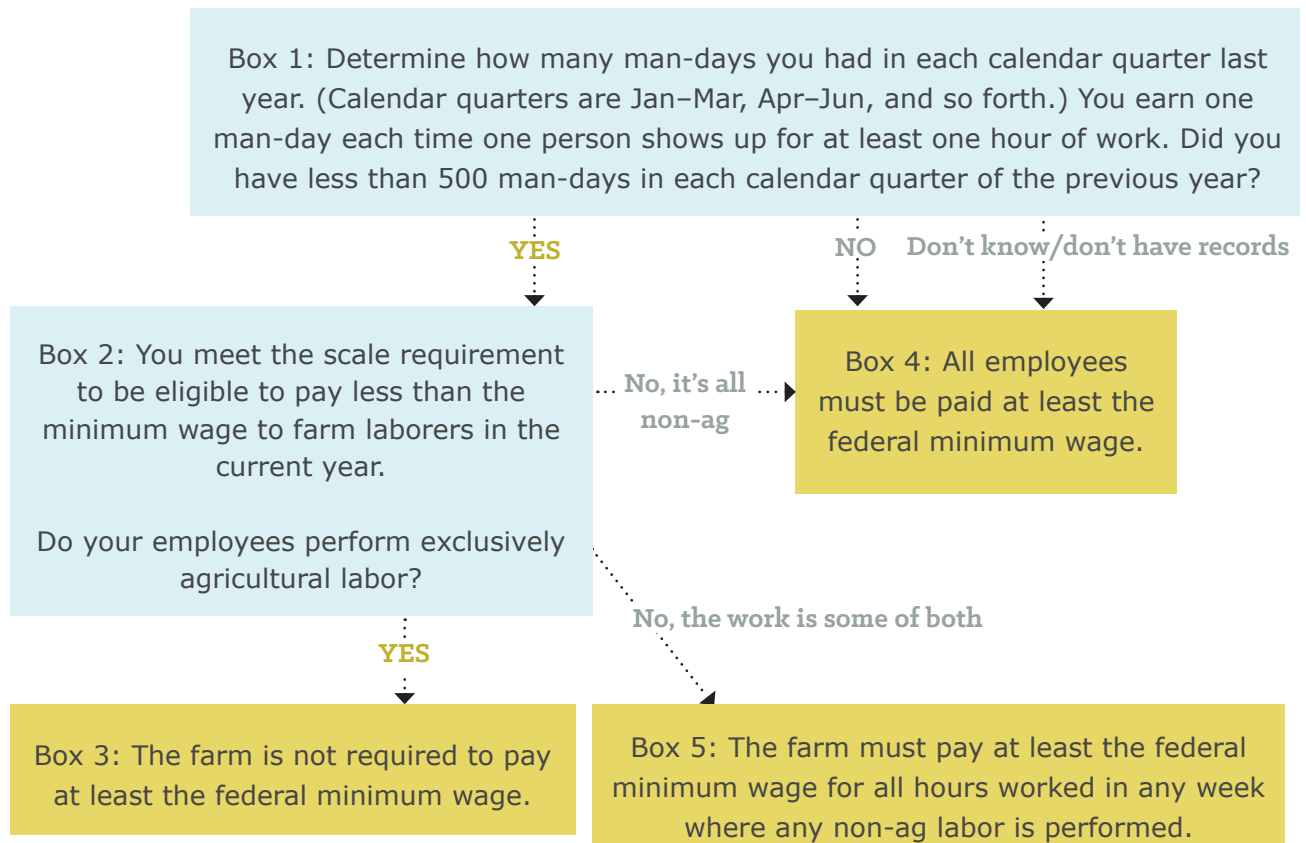 Box 1: Determine how many man-days you had in each calendar quarter last
year. (Calendar quarters are Jan–Mar, Apr–Jun, and so forth.) You earn one
man-day each time one person shows up for at least one hour of work. Did you
have less than 500 man-days in each calendar quarter of the previous year?
YES
NO
Don't know/don't have records
Box 2: You meet the scale requirement
to be eligible to pay less than the
minimum wage to farm laborers in the
current year.
Do your employees perform exclusively
agricultural labor?
No, it's all
non-ag
Box 4: All employees
must be paid at least the
federal minimum wage.
No, the work is some of both
YES
Box 3: The farm is not required to pay
at least the federal minimum wage.
Box 5: The farm must pay at least the federal
minimum wage for all hours worked in any week
where any non-ag labor is performed.